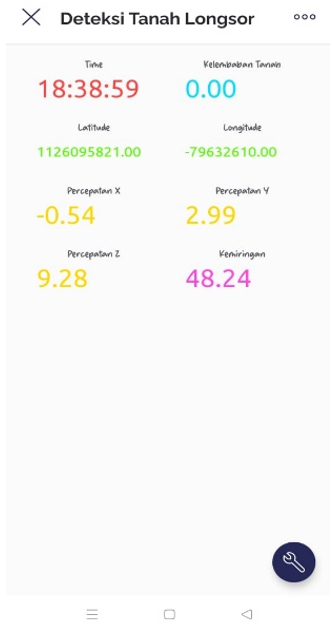 Deteksi Tanah Longsor
Time
Kelembaban Tanah
18:38:59
0.00
Latitude
Longitude
1126095821.00
-79632610.00
Percepatan X
Percepatan Y
-0.54
2.99
Percepatan Z
Kemiringan
9.28
48.24